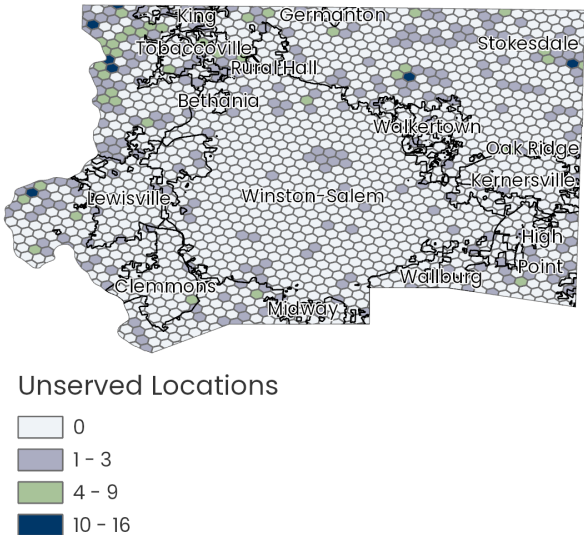 King
Germanton
Tobaccoville
Stokesdale
Rural Hall
Bethania
Walkertown
Oak Ridge
Kernersville
Lewisville
Winston-Salem
High
Point
Wallburg
Clemmons
Midway
Unserved Locations
0
1 - 3
4 - 9
10 - 16